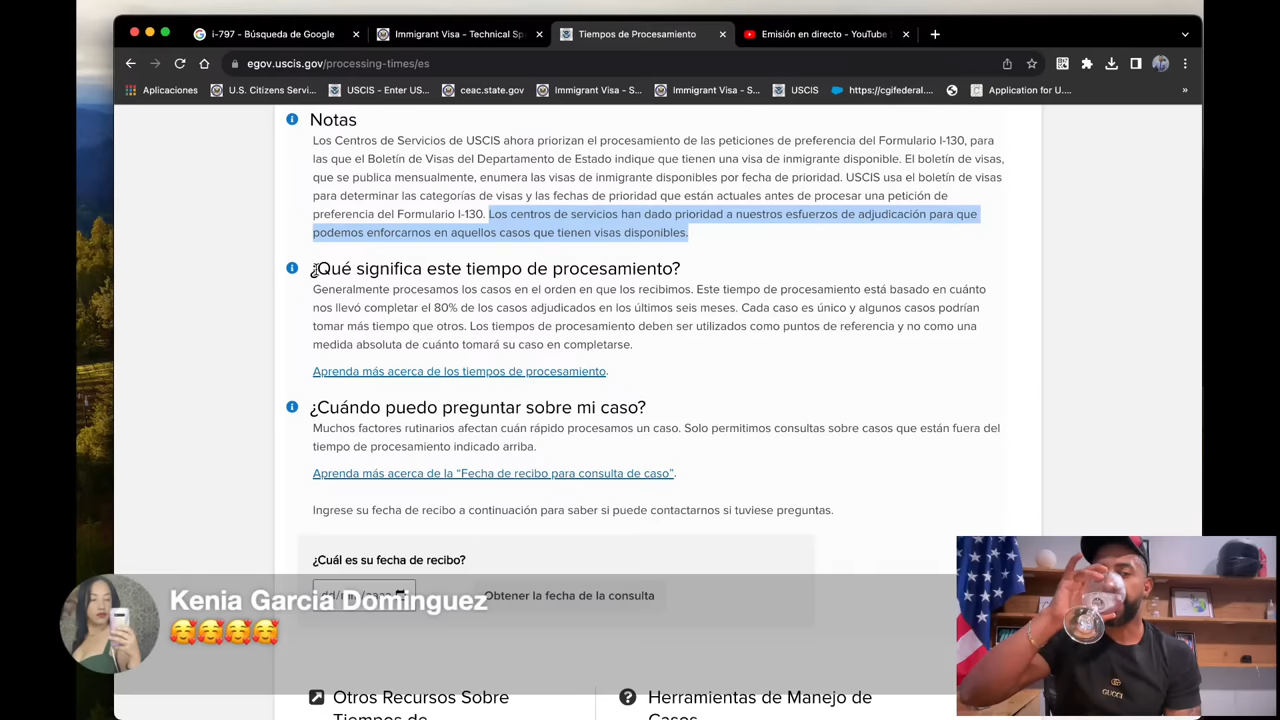 i-797 - Búsqueda de Google
Immigrant Visa - Technical Sp
Tiempos de Procesamiento
Emisión en directo - YouTube
egov.uscis.gov/processing-times/es
Aplicaciones
U.S. Citizens Servi...
USCIS - Enter US...
ceac.state.gov
Immigrant Visa - S...
Immigrant Visa - S...
USCIS
https://cgifederal....
Application for U....
»
Notas
Los Centros de Servicios de USCIS ahora priorizan el procesamiento de las peticiones de preferencia del Formulario I-130, para
las que el Boletín de Visas del Departamento de Estado indique que tienen una visa de inmigrante disponible. El boletín de visas,
que se publica mensualmente, enumera las visas de inmigrante disponibles por fecha de prioridad. USCIS usa el boletín de visas
para determinar las categorías de visas y las fechas de prioridad que están actuales antes de procesar una petición de
preferencia del Formulario I-130. Los centros de servicios han dado prioridad a nuestros esfuerzos de adjudicación para que
podemos enforcarnos en aquellos casos que tienen visas disponibles.
¿Qué significa este tiempo de procesamiento?
Generalmente procesamos los casos en el orden en que los recibimos. Este tiempo de procesamiento está basado en cuánto
nos llevó completar el 80% de los casos adjudicados en los últimos seis meses. Cada caso es único y algunos casos podrían
tomar más tiempo que otros. Los tiempos de procesamiento deben ser utilizados como puntos de referencia y no como una
medida absoluta de cuánto tomará su caso en completarse.
Aprenda más acerca de los tiempos de procesamiento.
¿Cuándo puedo preguntar sobre mi caso?
Muchos factores rutinarios afectan cuán rápido procesamos un caso. Solo permitimos consultas sobre casos que están fuera del
tiempo de procesamiento indicado arriba.
Aprenda más acerca de la “Fecha de recibo para consulta de caso”.
Ingrese su fecha de recibo a continuación para saber si puede contactarnos si tuviese preguntas.
¿Cuál es su fecha de recibo?
Obtener la fecha de la consulta
Kenia Garcia Dominguez
🥰🥰🥰🥰
GUCCI
Otros Recursos Sobre
Tiempos de
Herramientas de Manejo de
Casos